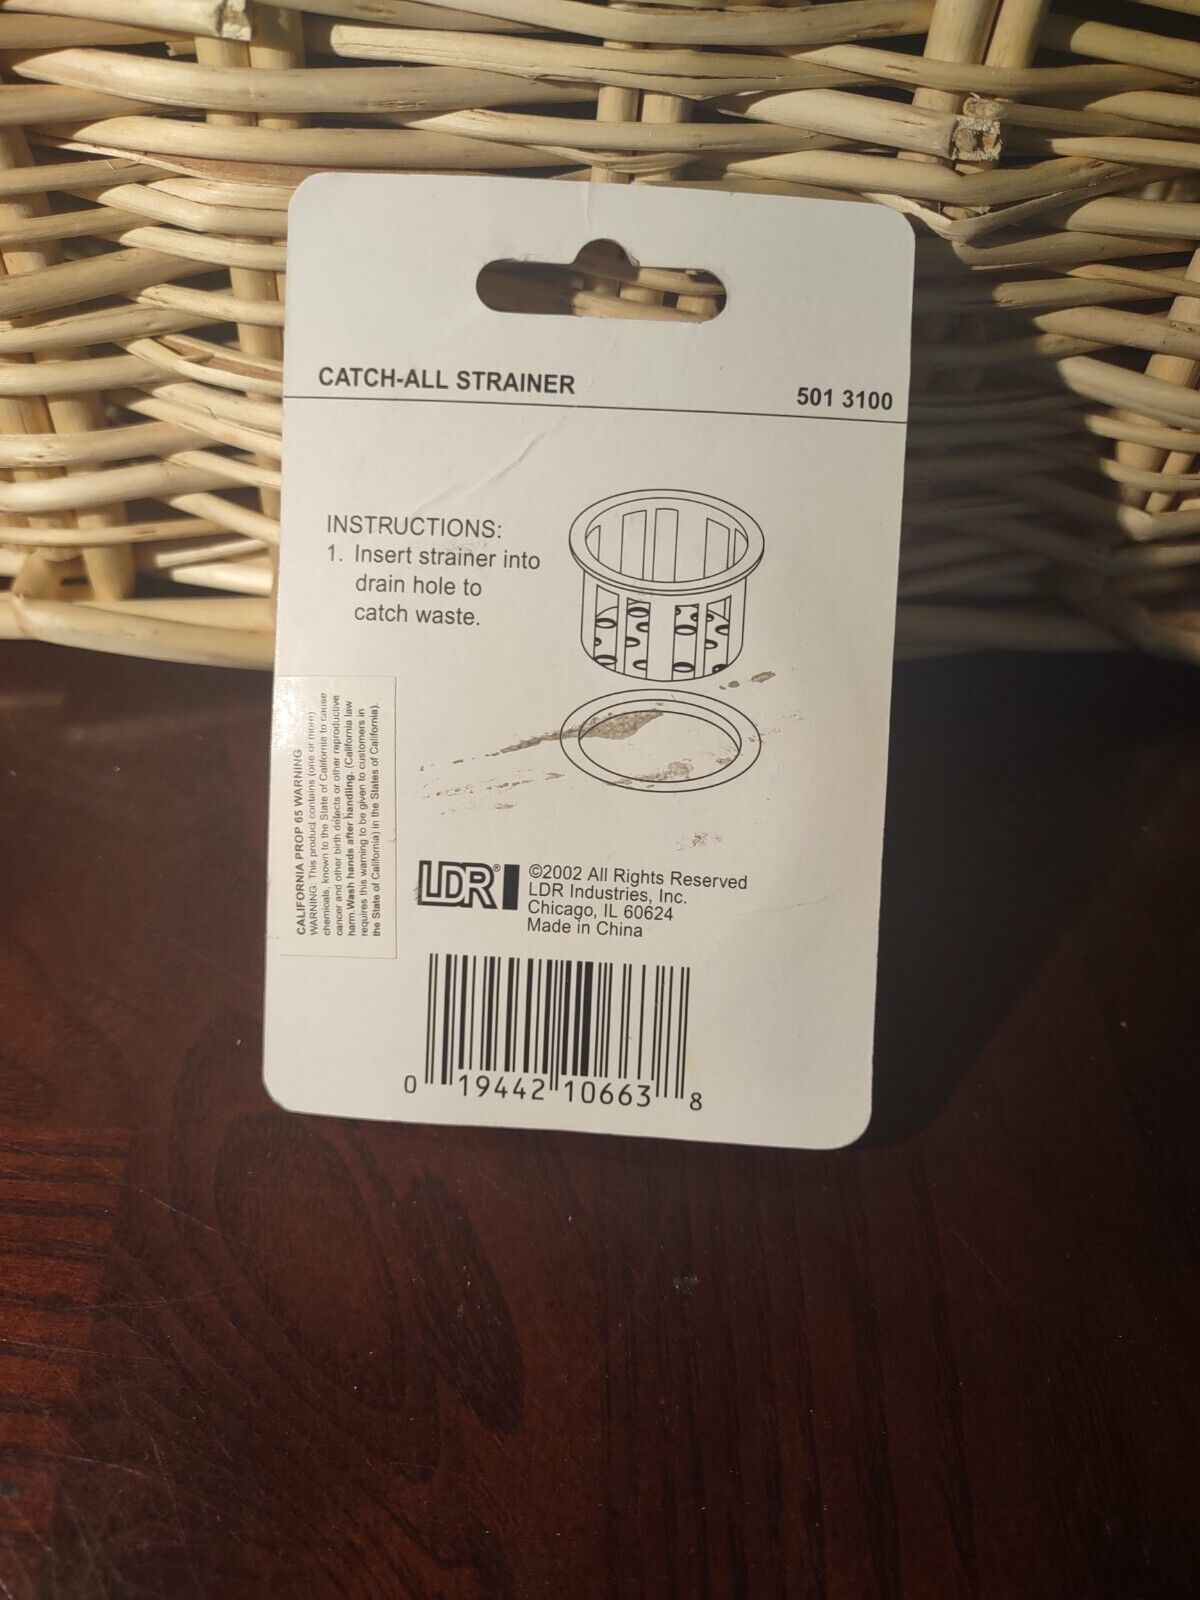 CATCH-ALL STRAINER
501 3100
INSTRUCTIONS:
1. Insert strainer into
drain hole to
catch waste.
CALIFORNIA PROP 65 WARNING
WARNING: This product contains (one or more)
chemicals, known to the State of California to cause
cancer and other birth defects or other reproductive
harm. Wash hands after handling. (California law
requires this warning to be given to customers in
the State of California) in the States of California).
LDR®
©2002 All Rights Reserved
LDR Industries, Inc.
Chicago, IL 60624
Made in China
0 19442 10663 8